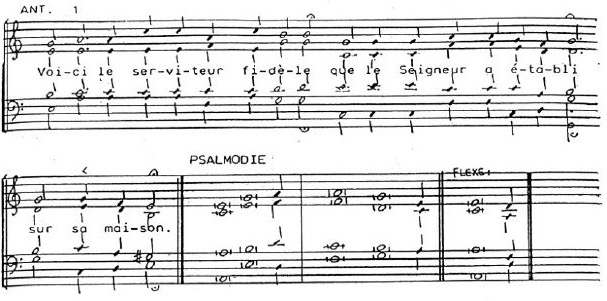 ANT. 1
Voi-ci le ser-vi-teur fi-dè-le que le Seigneur a é-ta-bli
PSALMODIE
FLEXE:
sur sa mai-son.